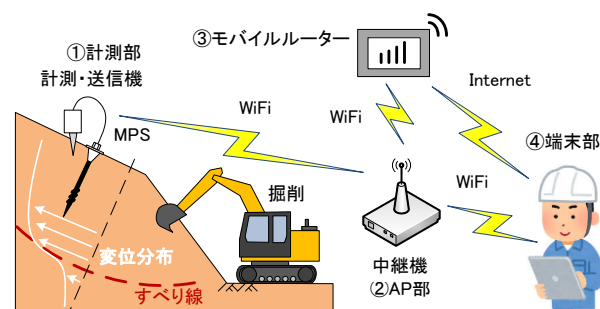 ③モバイルルーター
①計測部
計測・送信機
WiFi
WiFi
Internet
MPS
④端末部
掘削
WiFi
変位分布
中継機
②AP部
すべり線